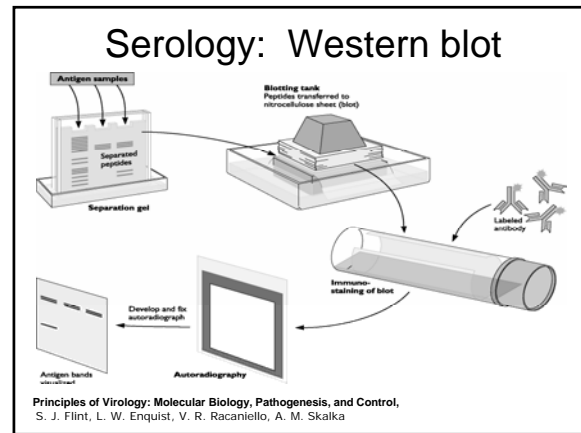 Serology: Western blot
Antigen samples
Separated
peptides
Separation gel
Blotting tank
Peptides transferred to
nitrocellulose sheet (blot)
Labeled
antibody
Immuno-
staining of blot
Develop and fix
autoradiograph
Autoradiography
Antigen bands
visualized
Principles of Virology: Molecular Biology, Pathogenesis, and Control,
S. J. Flint, L. W. Enquist, V. R. Racaniello, A. M. Skalka